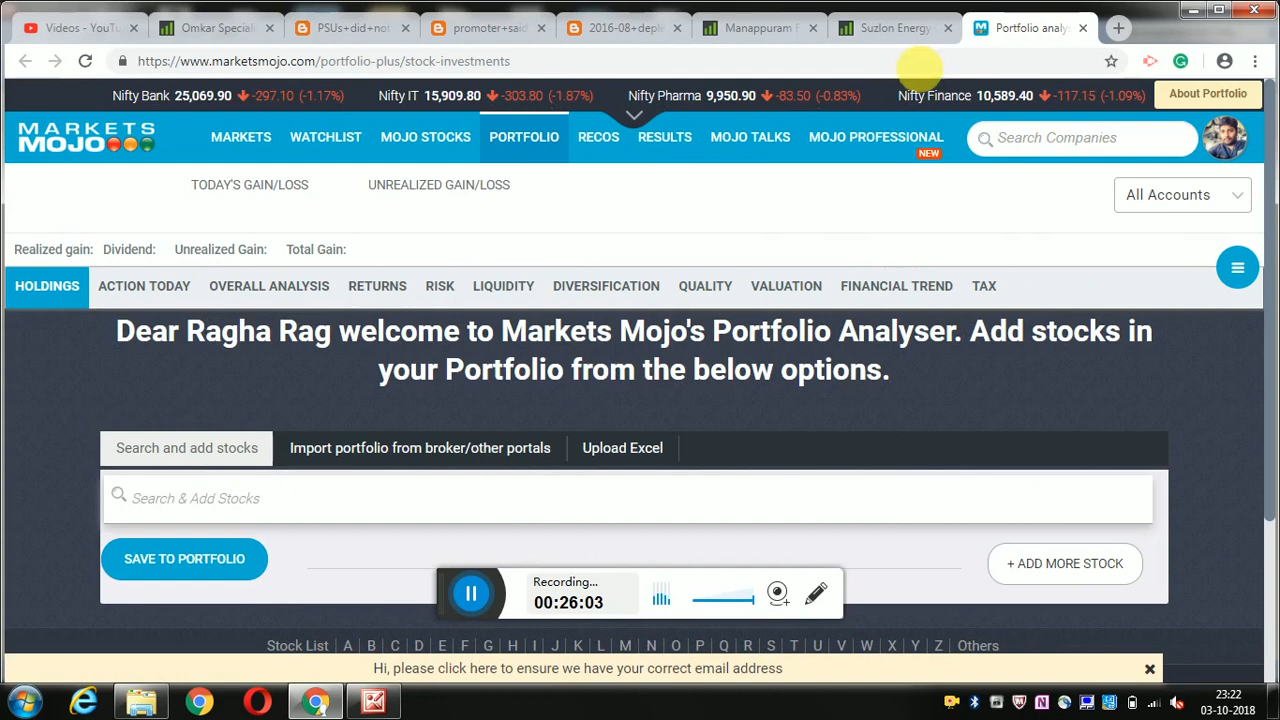 Videos - YouTu
Omkar Speciali
PSUs+did+not
promoter+said
2016-08+deple
Manappuram F
Suzlon Energy
Portfolio analys
https://www.marketsmojo.com/portfolio-plus/stock-investments
Nifty Bank 25,069.90 -297.10 (-1.17%)
Nifty IT 15,909.80 -303.80 (-1.87%)
Nifty Pharma 9,950.90 -83.50 (-0.83%)
Nifty Finance 10,589.40 -117.15 (-1.09%)
About Portfolio
MARKETS
MOJO
MARKETS
WATCHLIST
MOJO STOCKS
PORTFOLIO
RECOS
RESULTS
MOJO TALKS
MOJO PROFESSIONAL
NEW
Search Companies
TODAY'S GAIN/LOSS
UNREALIZED GAIN/LOSS
All Accounts
Realized gain:
Dividend:
Unrealized Gain:
Total Gain:
HOLDINGS
ACTION TODAY
OVERALL ANALYSIS
RETURNS
RISK
LIQUIDITY
DIVERSIFICATION
QUALITY
VALUATION
FINANCIAL TREND
TAX
Dear Ragha Rag welcome to Markets Mojo's Portfolio Analyser. Add stocks in
your Portfolio from the below options.
Search and add stocks
Import portfolio from broker/other portals
Upload Excel
Search & Add Stocks
SAVE TO PORTFOLIO
+ ADD MORE STOCK
Recording...
00:26:03
Stock List A B C D E F G H I J K L M N O P Q R S T U V W X Y Z Others
Hi, please click here to ensure we have your correct email address
23:22
03-10-2018